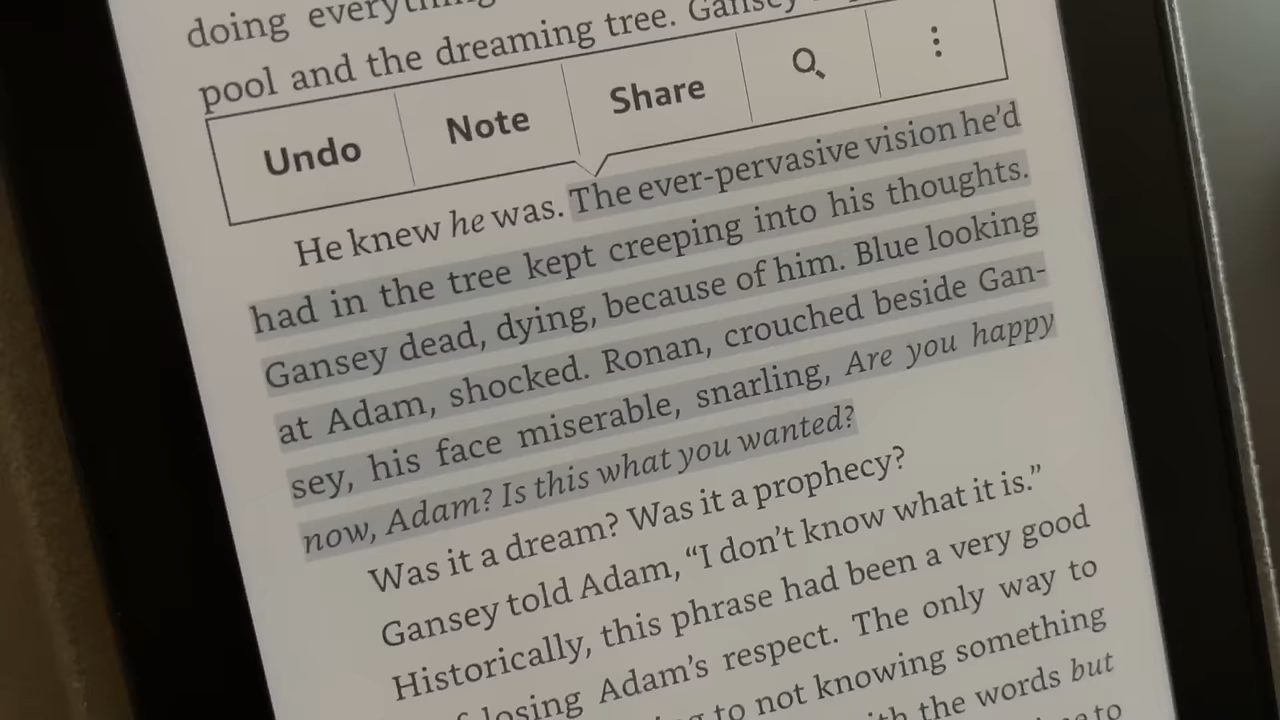 doing everything
pool and the dreaming tree. Gansey
Undo Note Share
He knew he was. The ever-pervasive vision he’d
had in the tree kept creeping into his thoughts.
Gansey dead, dying, because of him. Blue looking
at Adam, shocked. Ronan, crouched beside Gan-
sey, his face miserable, snarling, Are you happy
now, Adam? Is this what you wanted?
Was it a dream? Was it a prophecy?
Gansey told Adam, “I don’t know what it is.”
Historically, this phrase had been a very good
losing Adam’s respect. The only way to
to not knowing something
the words but
to